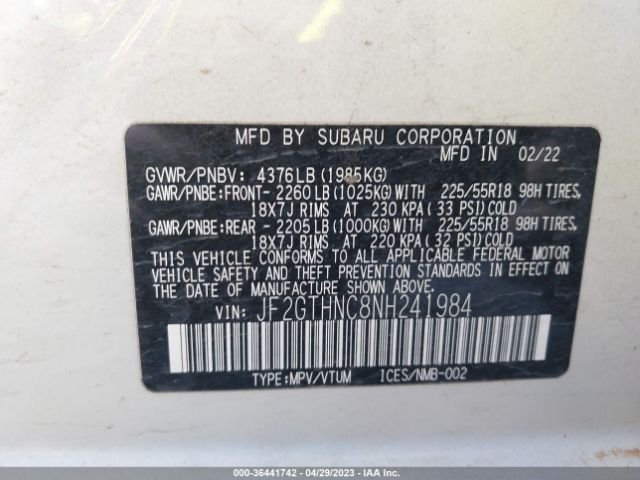 MFD BY SUBARU CORPORATION
MFD IN 02/22
GVWR/PNBV: 4376LB(1985KG)
GAWR/PNBE:FRONT- 2260LB(1025KG)WITH 225/55R18 98H TIRES,
18X7J RIMS AT 230 KPA( 33 PSI)COLD
GAWR/PNBE:REAR - 2205LB(1000KG)WITH 225/55R18 98H TIRES,
18X7J RIMS AT 220 KPA( 32 PSI)COLD
THIS VEHICLE CONFORMS TO ALL APPLICABLE FEDERAL MOTOR
VEHICLE SAFETY AND THEFT PREVENTION STANDARDS IN EFFECT ON THE
DATE OF MANUFACTURE SHOWN ABOVE.
VIN: JF2GTHNC8NH241984
TYPE:MPV/VTUM ICES/NMB-002
000-36441742 / 04/29/2023 / IAA, Inc.